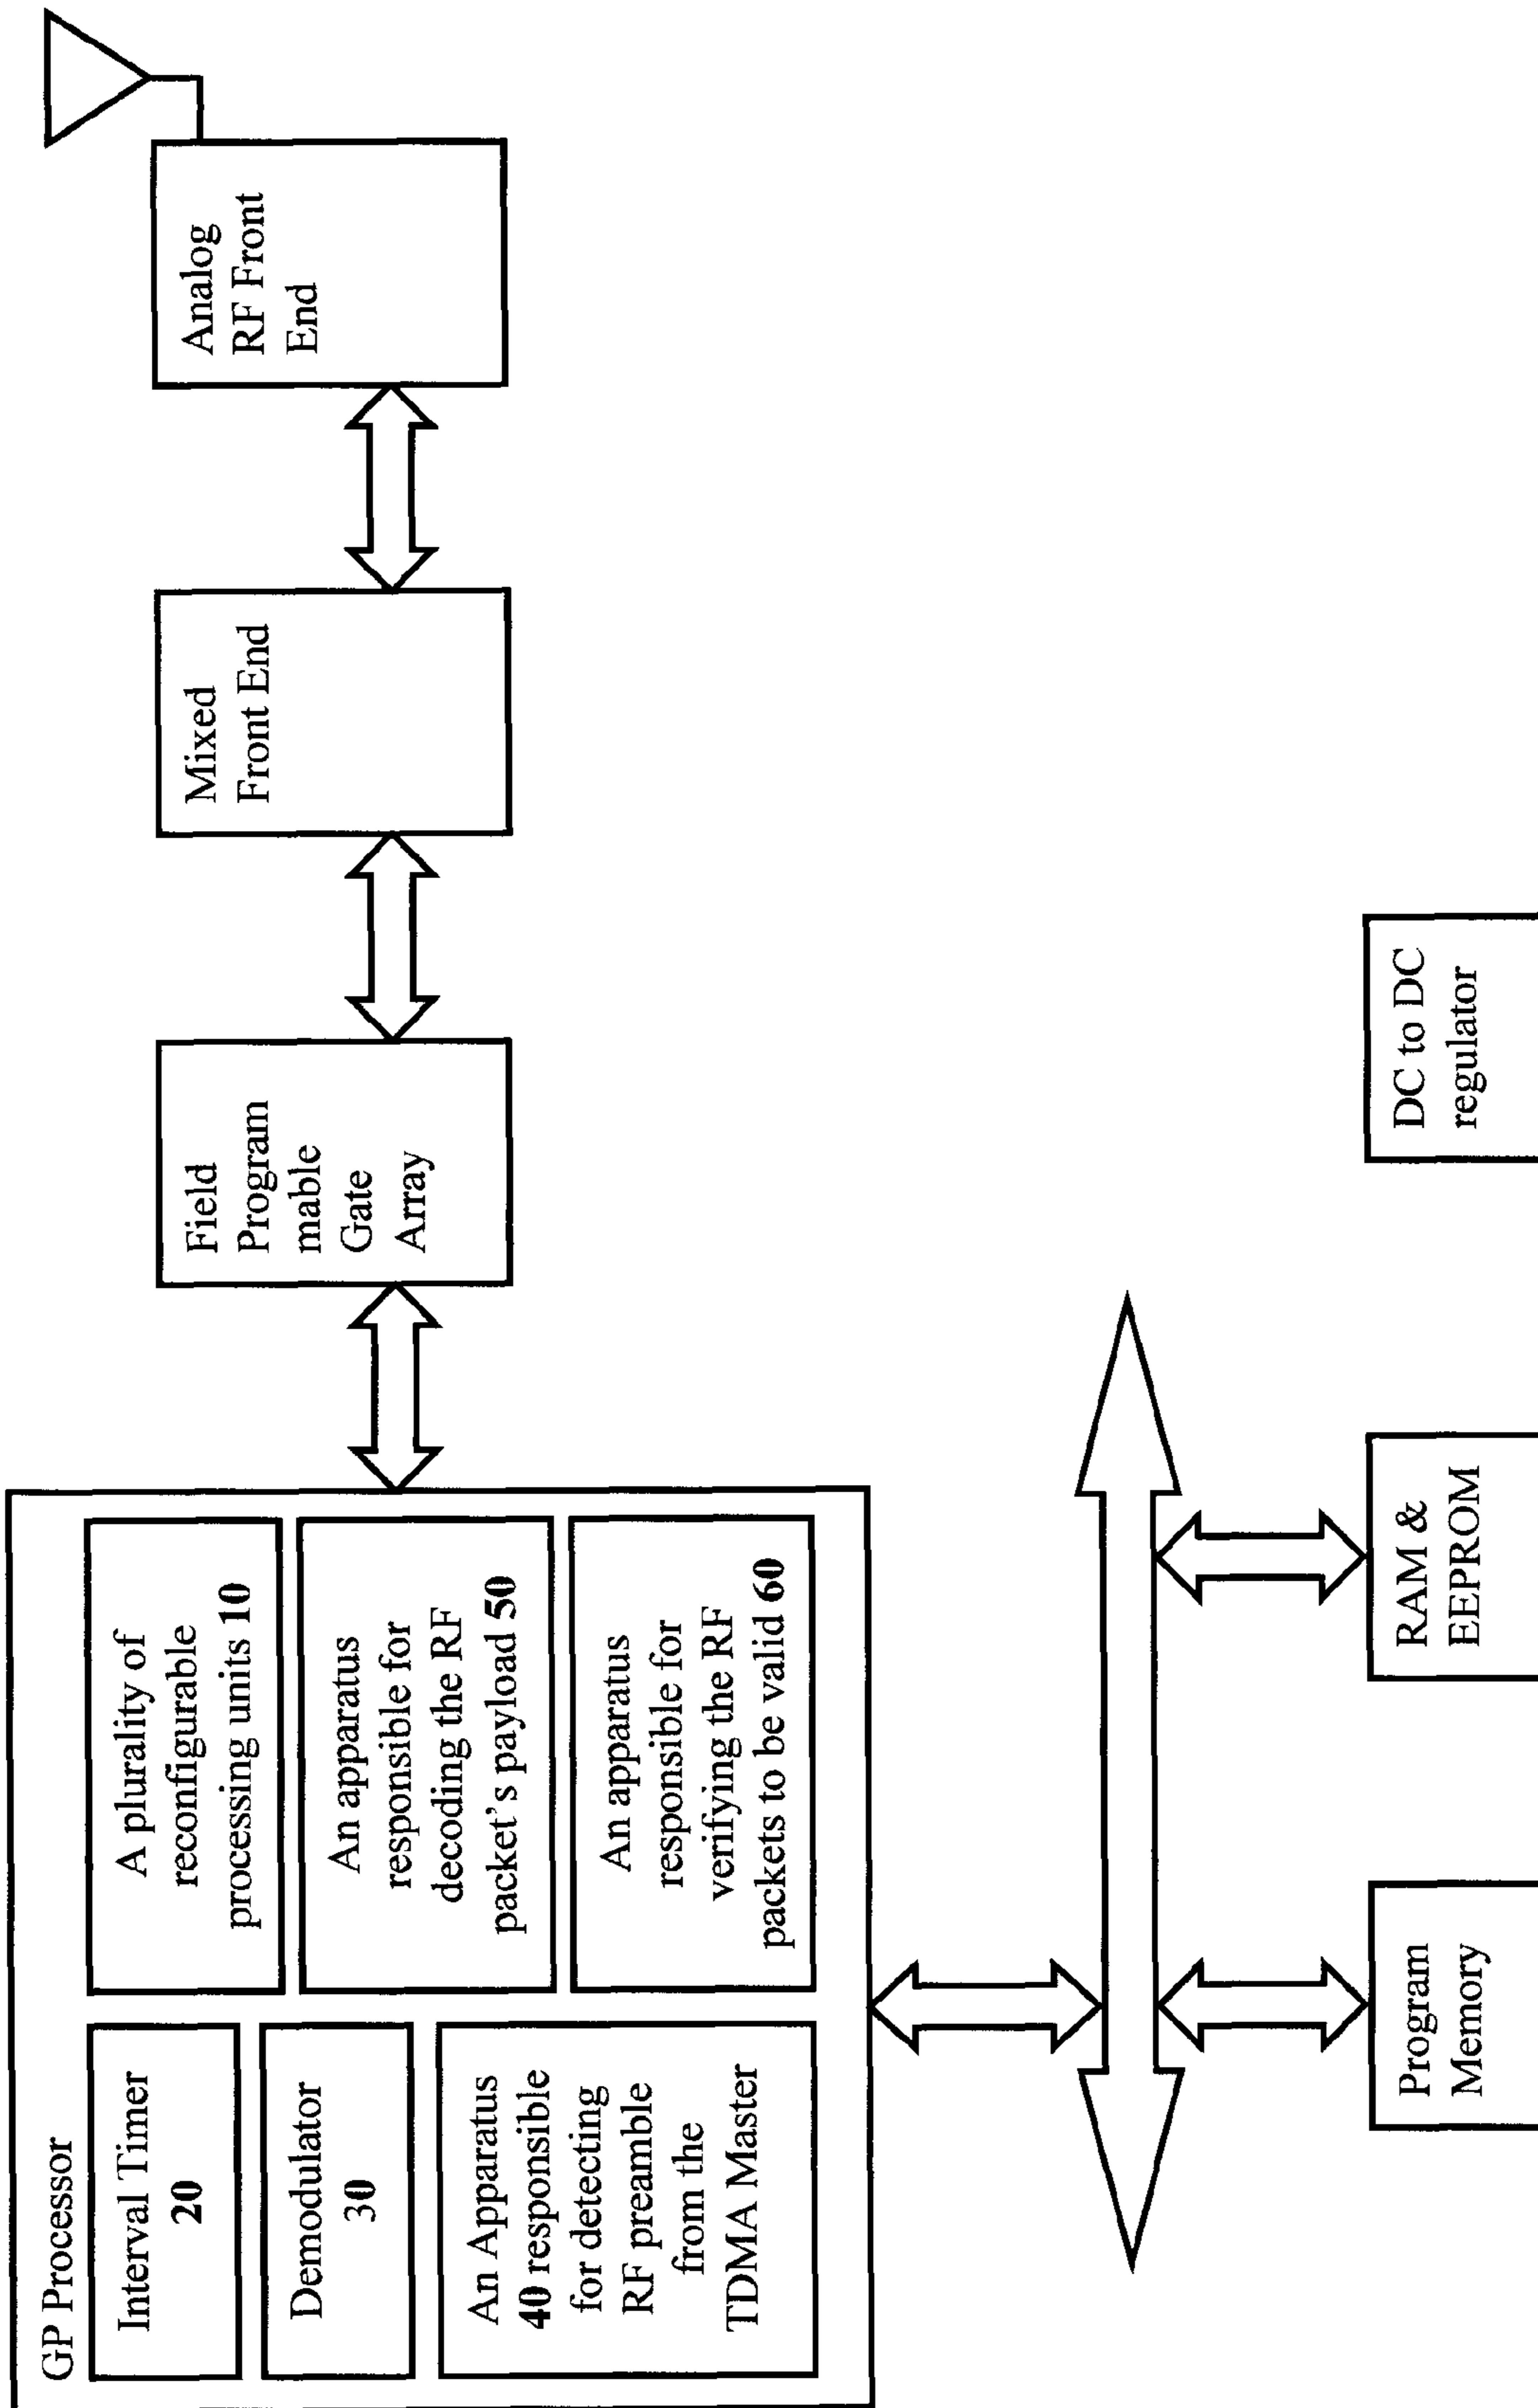 GP Processor
Interval Timer
20
Demodulator
30
An Apparatus
40 responsible
for detecting
RF preamble
from the
TDMA Master
A plurality of
reconfigurable
processing units 10
An apparatus
responsible for
decoding the RF
packet's payload 50
An apparatus
responsible for
verifying the RF
packets to be valid 60
Field
Program
mable
Gate
Array
Mixed
Front End
Analog
RF Front
End
Program
Memory
RAM &
EEPROM
DC to DC
regulator